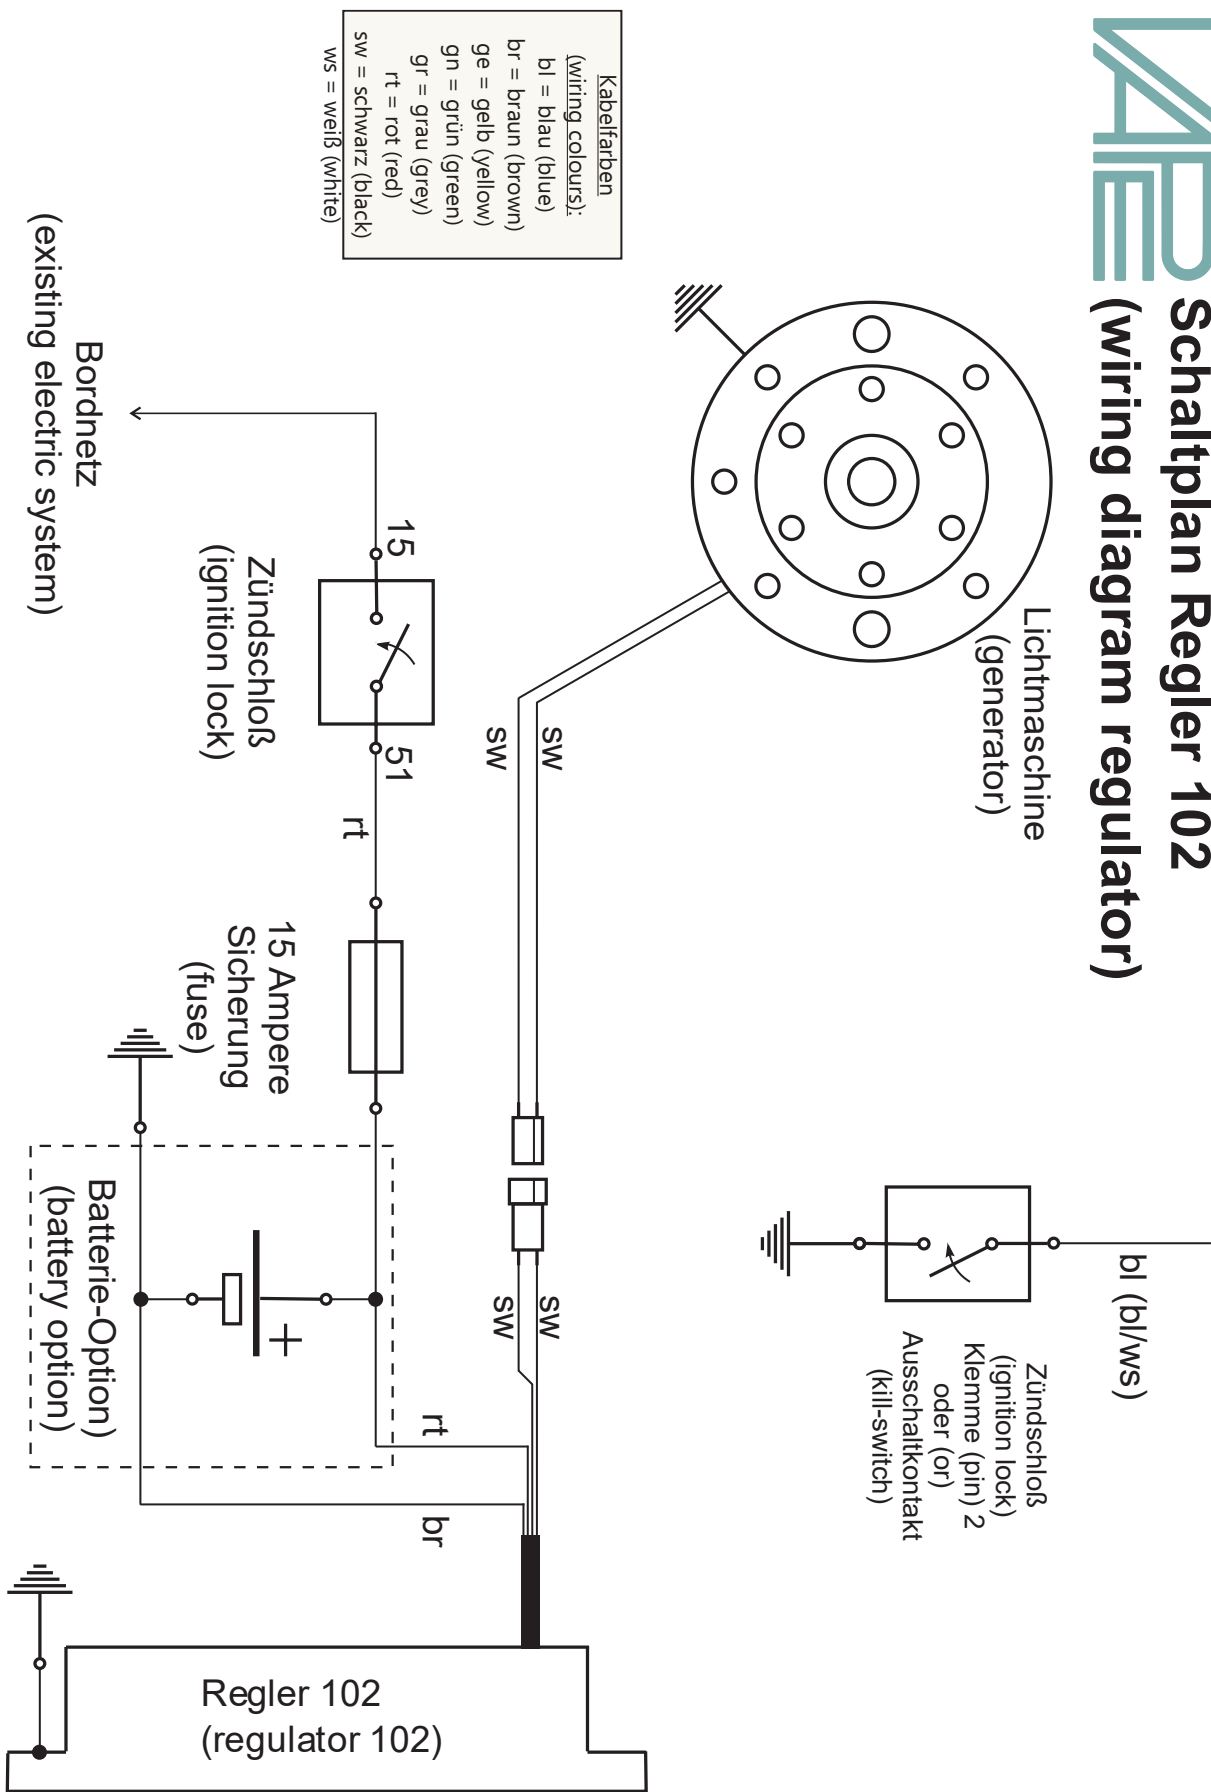 VAPE
Schaltplan Regler 102
(wiring diagram regulator)
Lichtmaschine
(generator)
Kabelfarben
(wiring colours):
bl = blau (blue)
br = braun (brown)
ge = gelb (yellow)
gn = grün (green)
gr = grau (grey)
rt = rot (red)
sw = schwarz (black)
ws = weiß (white)
bl (bl/ws)
Zündschloß
(ignition lock)
Klemme (pin) 2
oder (or)
Ausschaltkontakt
(kill-switch)
sw
sw
sw
sw
15
51
Zündschloß
(ignition lock)
rt
15 Ampere
Sicherung
(fuse)
Bordnetz
(existing electric system)
+
Batterie-Option)
(battery option)
rt
br
Regler 102
(regulator 102)